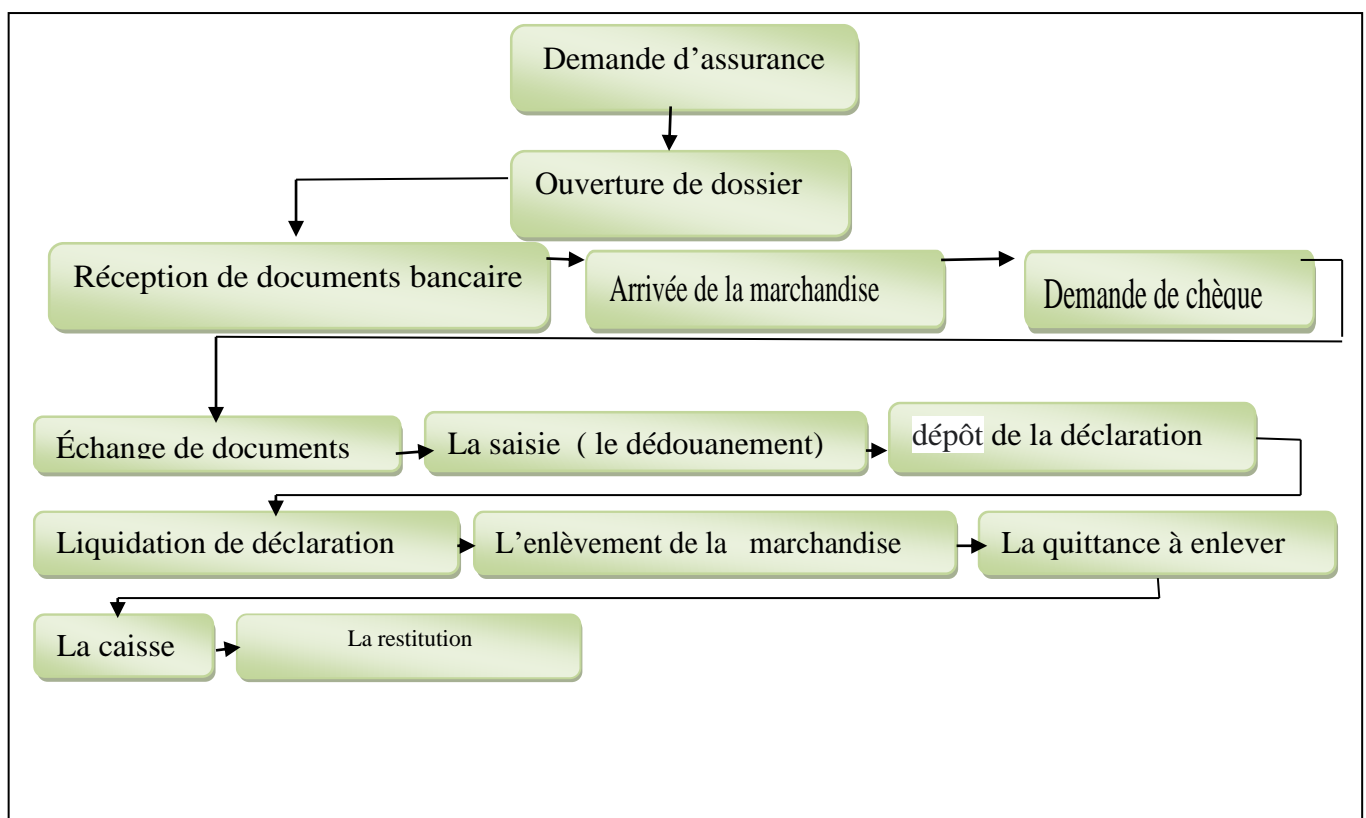 Demande d’assurance
Ouverture de dossier
Réception de documents bancaire
Arrivée de la marchandise
Demande de chèque
Échange de documents
La saisie ( le dédouanement)
dépôt de la déclaration
Liquidation de déclaration
L’enlèvement de la marchandise
La quittance à enlever
La caisse
La restitution